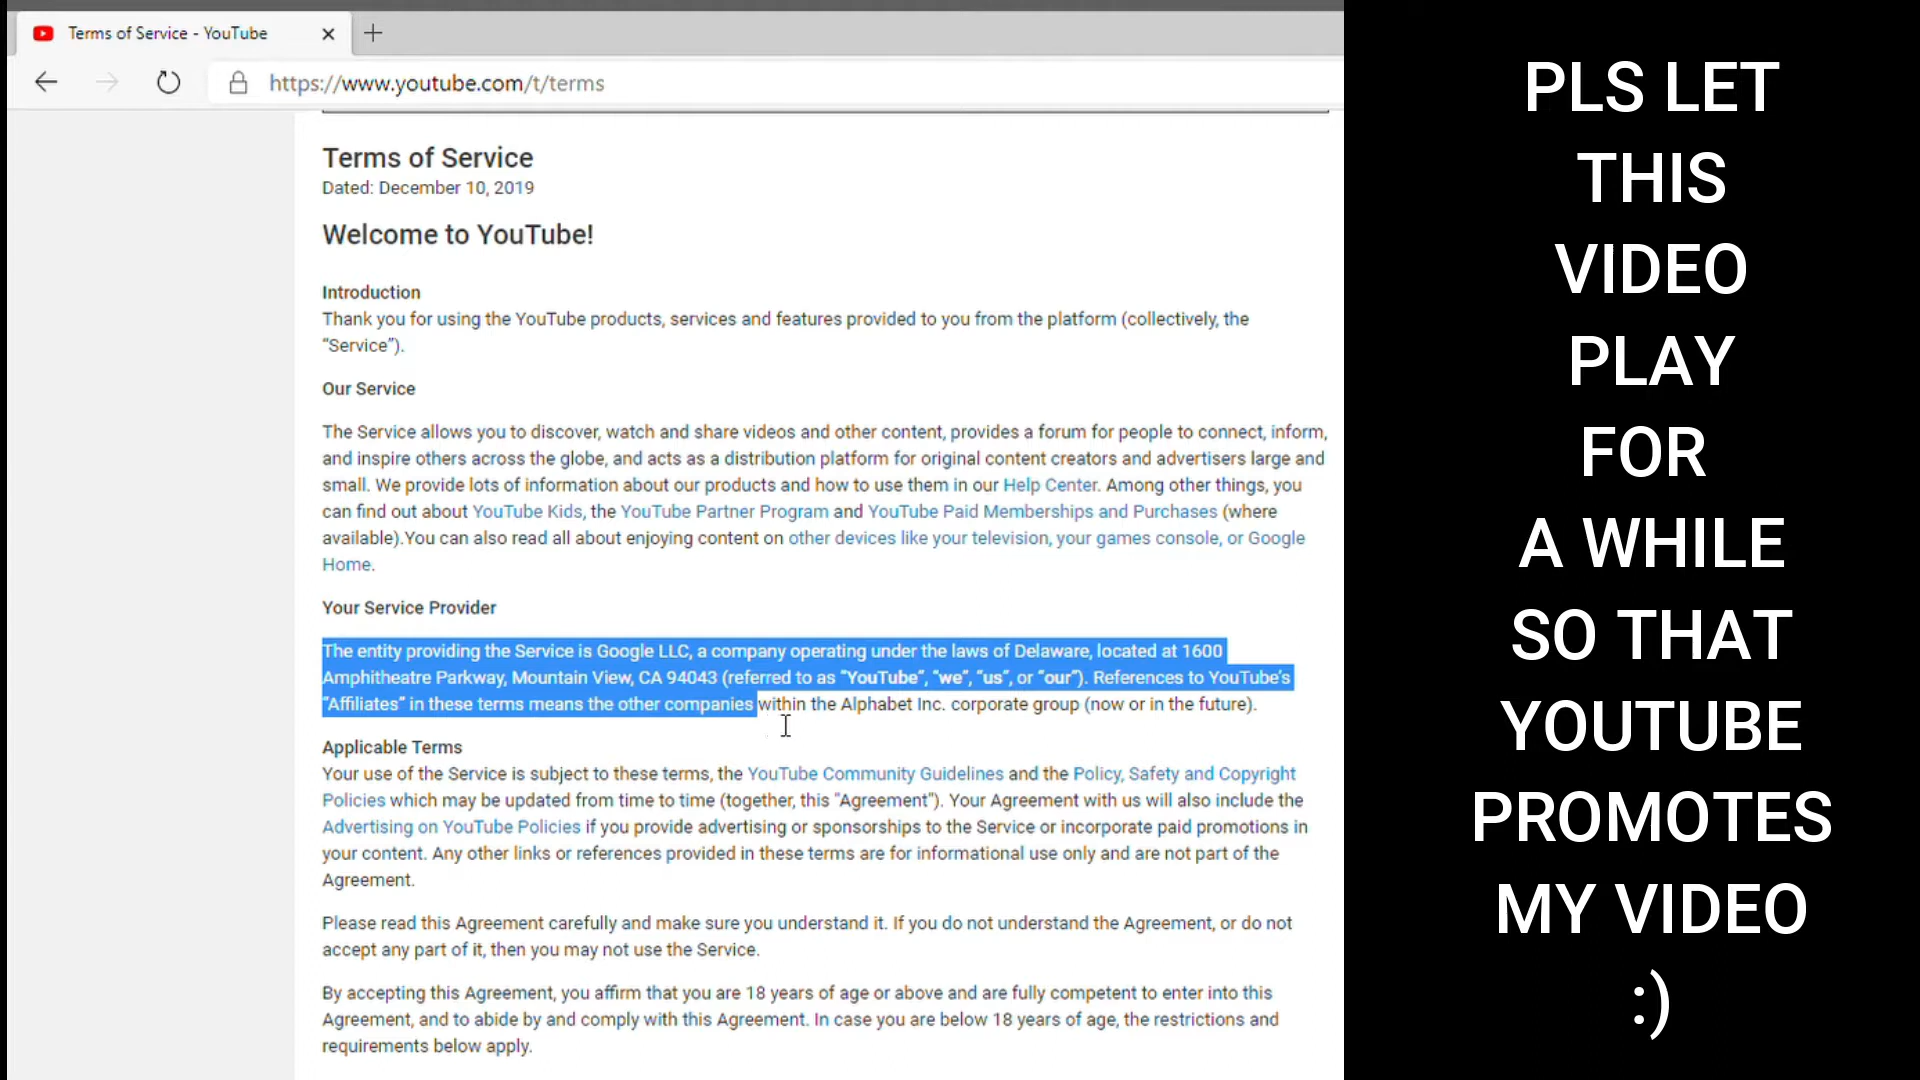 Terms of Service - YouTube
https://www.youtube.com/t/terms
Terms of Service
Dated: December 10, 2019
Welcome to YouTube!
Introduction
Thank you for using the YouTube products, services and features provided to you from the platform (collectively, the
“Service”).
Our Service
The Service allows you to discover, watch and share videos and other content, provides a forum for people to connect, inform,
and inspire others across the globe, and acts as a distribution platform for original content creators and advertisers large and
small. We provide lots of information about our products and how to use them in our Help Center. Among other things, you
can find out about YouTube Kids, the YouTube Partner Program and YouTube Paid Memberships and Purchases (where
available).You can also read all about enjoying content on other devices like your television, your games console, or Google
Home.
Your Service Provider
The entity providing the Service is Google LLC, a company operating under the laws of Delaware, located at 1600
Amphitheatre Parkway, Mountain View, CA 94043 (referred to as “YouTube”, “we”, “us”, or “our”). References to YouTube’s
“Affiliates” in these terms means the other companies within the Alphabet Inc. corporate group (now or in the future).
Applicable Terms
Your use of the Service is subject to these terms, the YouTube Community Guidelines and the Policy, Safety and Copyright
Policies which may be updated from time to time (together, this "Agreement"). Your Agreement with us will also include the
Advertising on YouTube Policies if you provide advertising or sponsorships to the Service or incorporate paid promotions in
your content. Any other links or references provided in these terms are for informational use only and are not part of the
Agreement.
Please read this Agreement carefully and make sure you understand it. If you do not understand the Agreement, or do not
accept any part of it, then you may not use the Service.
By accepting this Agreement, you affirm that you are 18 years of age or above and are fully competent to enter into this
Agreement, and to abide by and comply with this Agreement. In case you are below 18 years of age, the restrictions and
requirements below apply.
PLS LET
THIS
VIDEO
PLAY
FOR
A WHILE
SO THAT
YOUTUBE
PROMOTES
MY VIDEO
:)